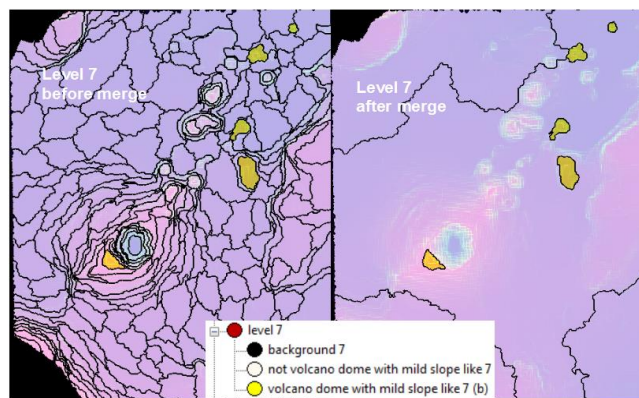 Level 7
before merge
Level 7
after merge
level 7
background 7
not volcano dome with mild slope like 7
volcano dome with mild slope like 7 (b)